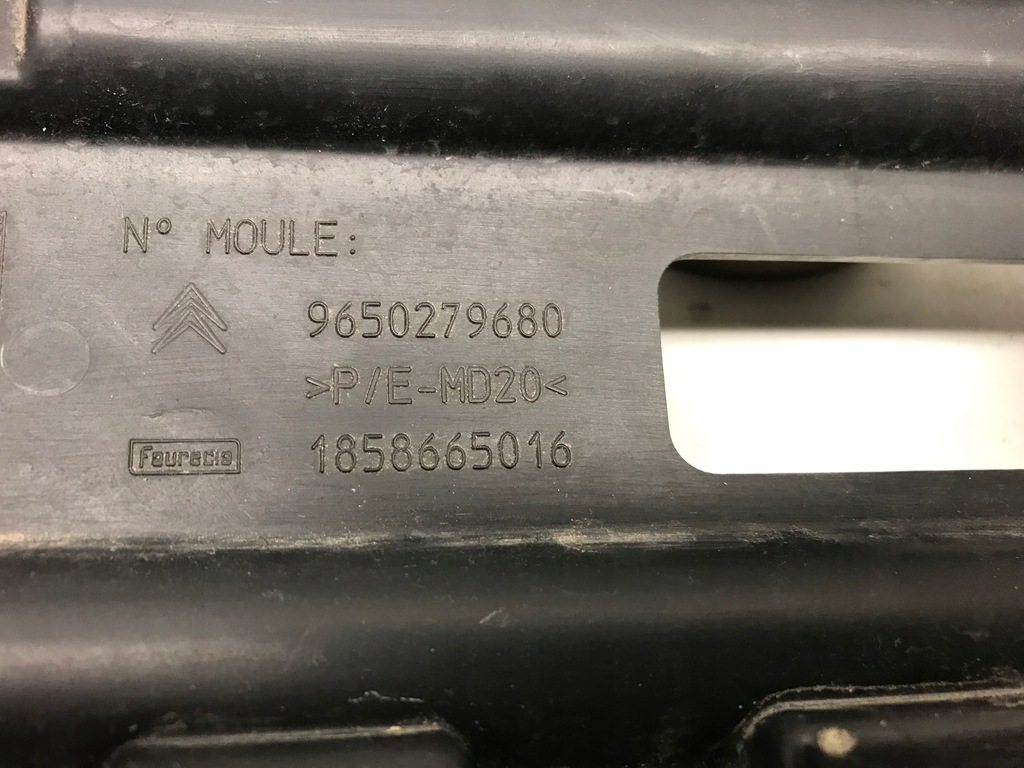 N° MOULE:
9650279680
>P/E-MD20<
Faurecia 1858665016